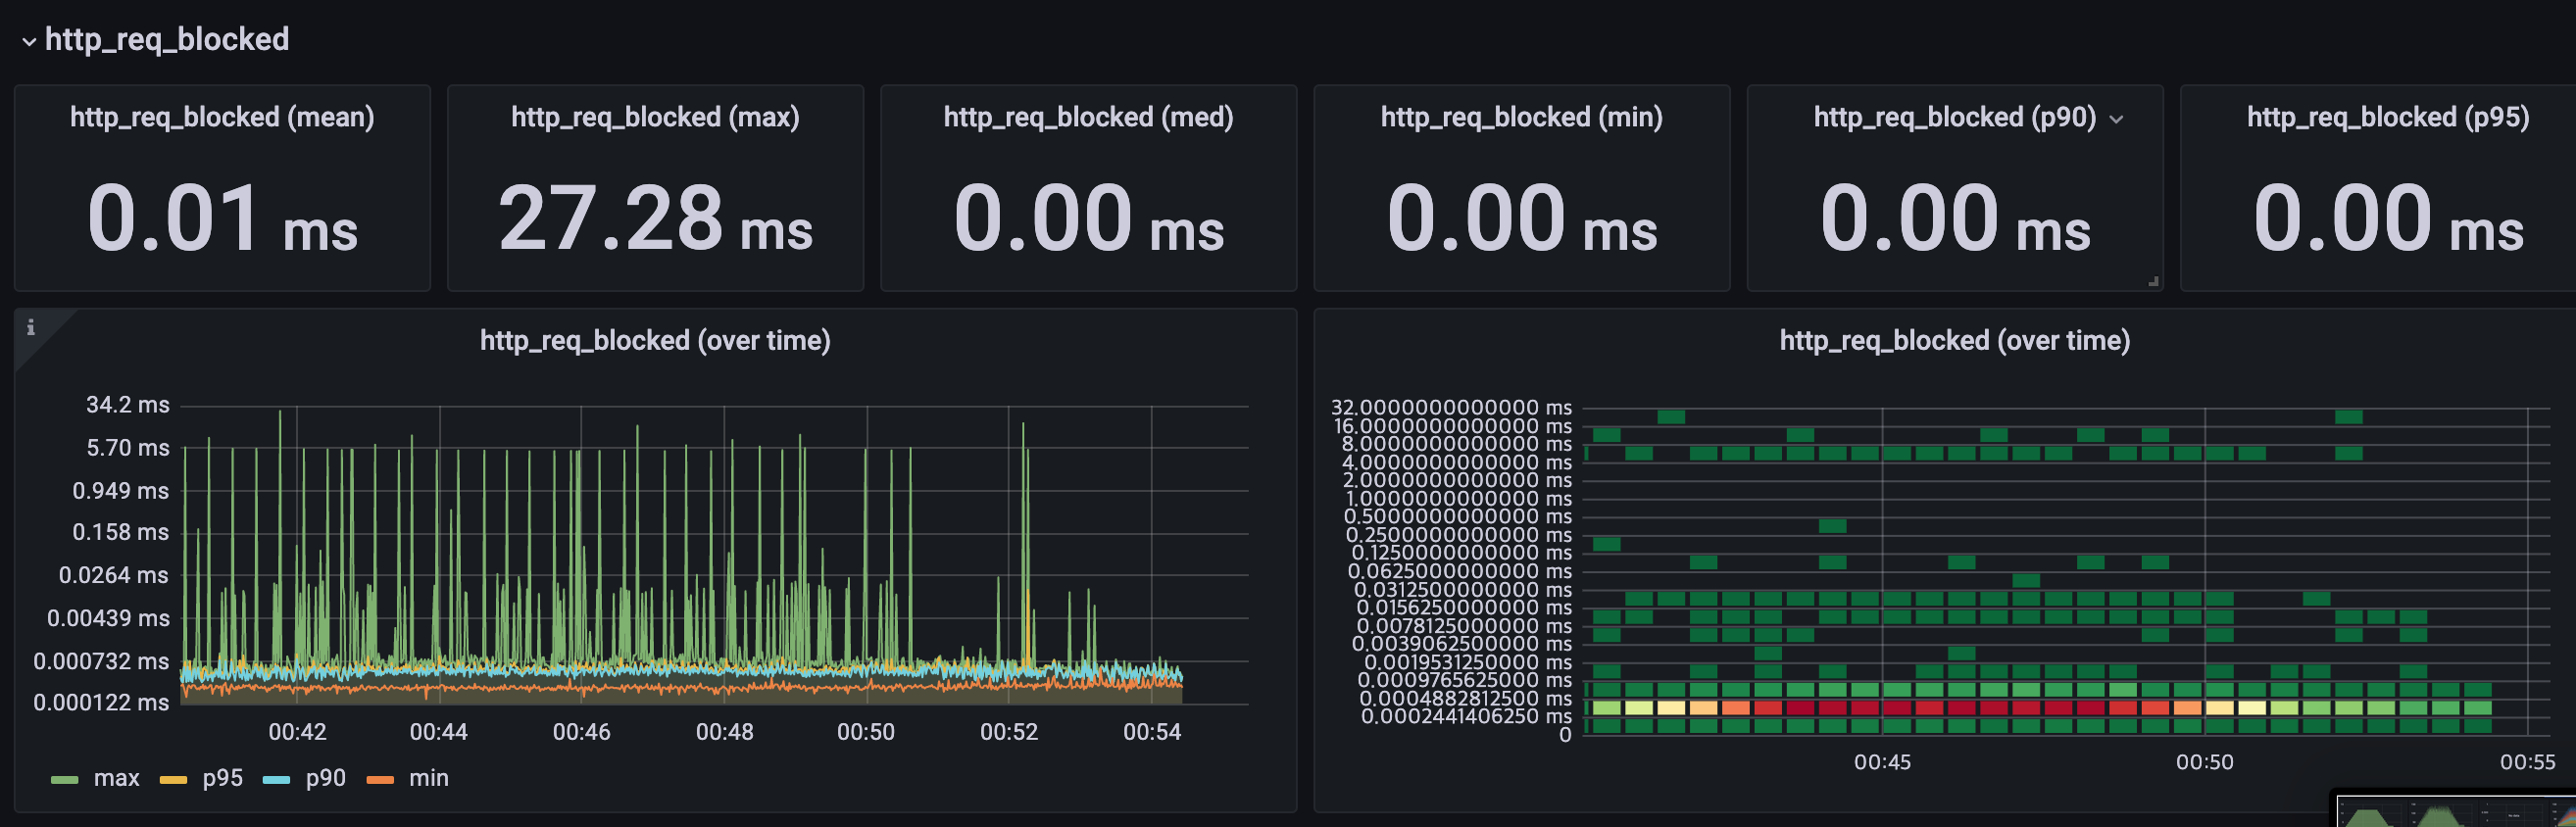 http_req_blocked
http_req_blocked (mean)
0.01 ms
http_req_blocked (max)
27.28 ms
http_req_blocked (med)
0.00 ms
http_req_blocked (min)
0.00 ms
http_req_blocked (p90)
0.00 ms
http_req_blocked (p95)
0.00 ms
i
http_req_blocked (over time)
34.2 ms
5.70 ms
0.949 ms
0.158 ms
0.0264 ms
0.00439 ms
0.000732 ms
0.000122 ms
00:42 00:44 00:46 00:48 00:50 00:52 00:54
max p95 p90 min
http_req_blocked (over time)
32.0000000000000 ms
16.0000000000000 ms
8.0000000000000 ms
4.0000000000000 ms
2.0000000000000 ms
1.0000000000000 ms
0.5000000000000 ms
0.2500000000000 ms
0.1250000000000 ms
0.0625000000000 ms
0.0312500000000 ms
0.0156250000000 ms
0.0078125000000 ms
0.0039062500000 ms
0.0019531250000 ms
0.0009765625000 ms
0.0004882812500 ms
0.0002441406250 ms
0
00:45 00:50 00:55